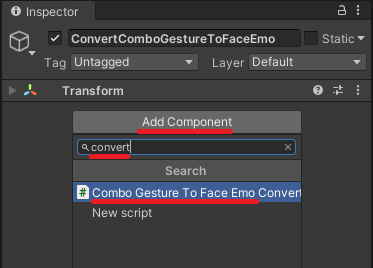 Inspector
ConvertComboGestureToFaceEmo Static
Tag Untagged Layer Default
Transform
Add Component
convert
Search
Combo Gesture To Face Emo Convert
New script